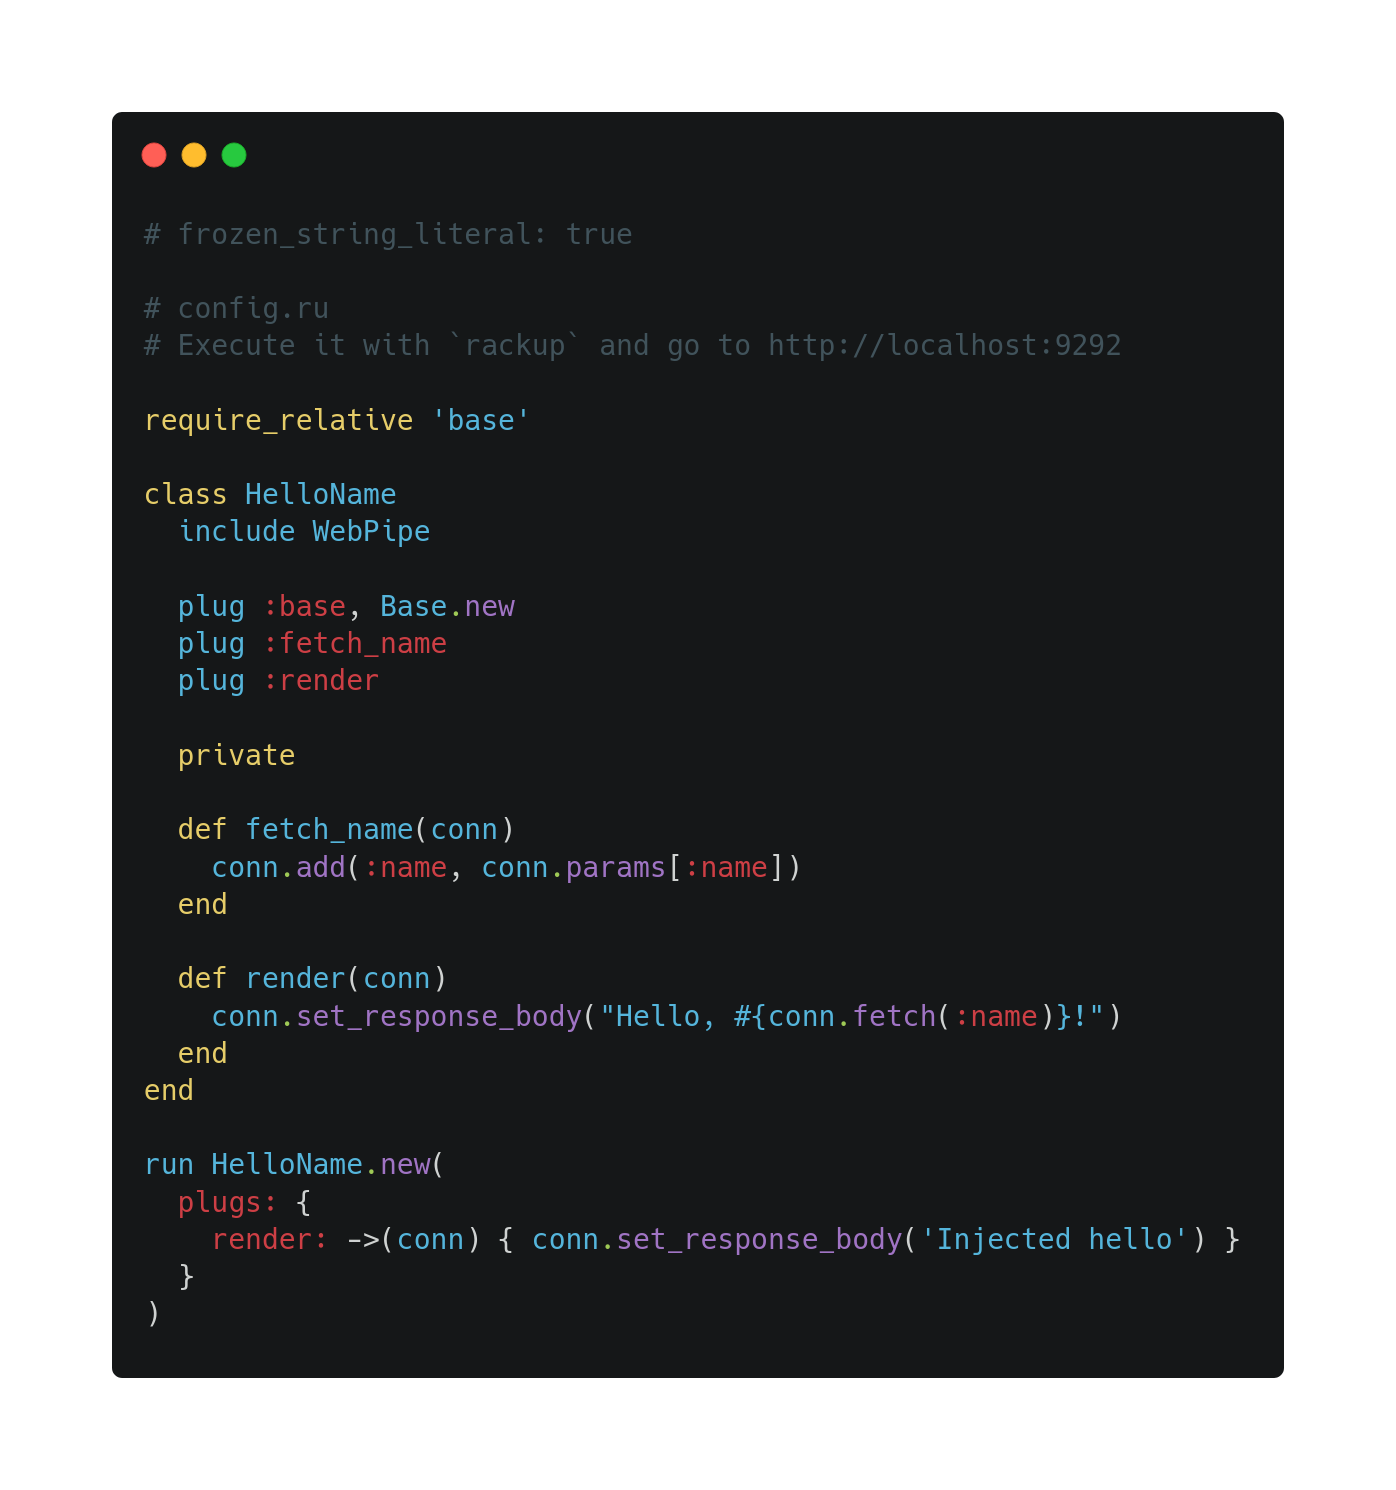 # frozen_string_literal: true

# config.ru
# Execute it with `rackup` and go to http://localhost:9292

require_relative 'base'

class HelloName
  include WebPipe

  plug :base, Base.new
  plug :fetch_name
  plug :render

  private

  def fetch_name(conn)
    conn.add(:name, conn.params[:name])
  end

  def render(conn)
    conn.set_response_body("Hello, #{conn.fetch(:name)}!")
  end
end

run HelloName.new(
  plugs: {
    render: ->(conn) { conn.set_response_body('Injected hello') }
  }
)